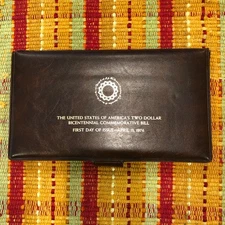 THE UNITED STATES OF AMERICA'S TWO DOLLAR
BICENTENNIAL COMMEMORATIVE BILL
FIRST DAY OF ISSUE - APRIL 13, 1976